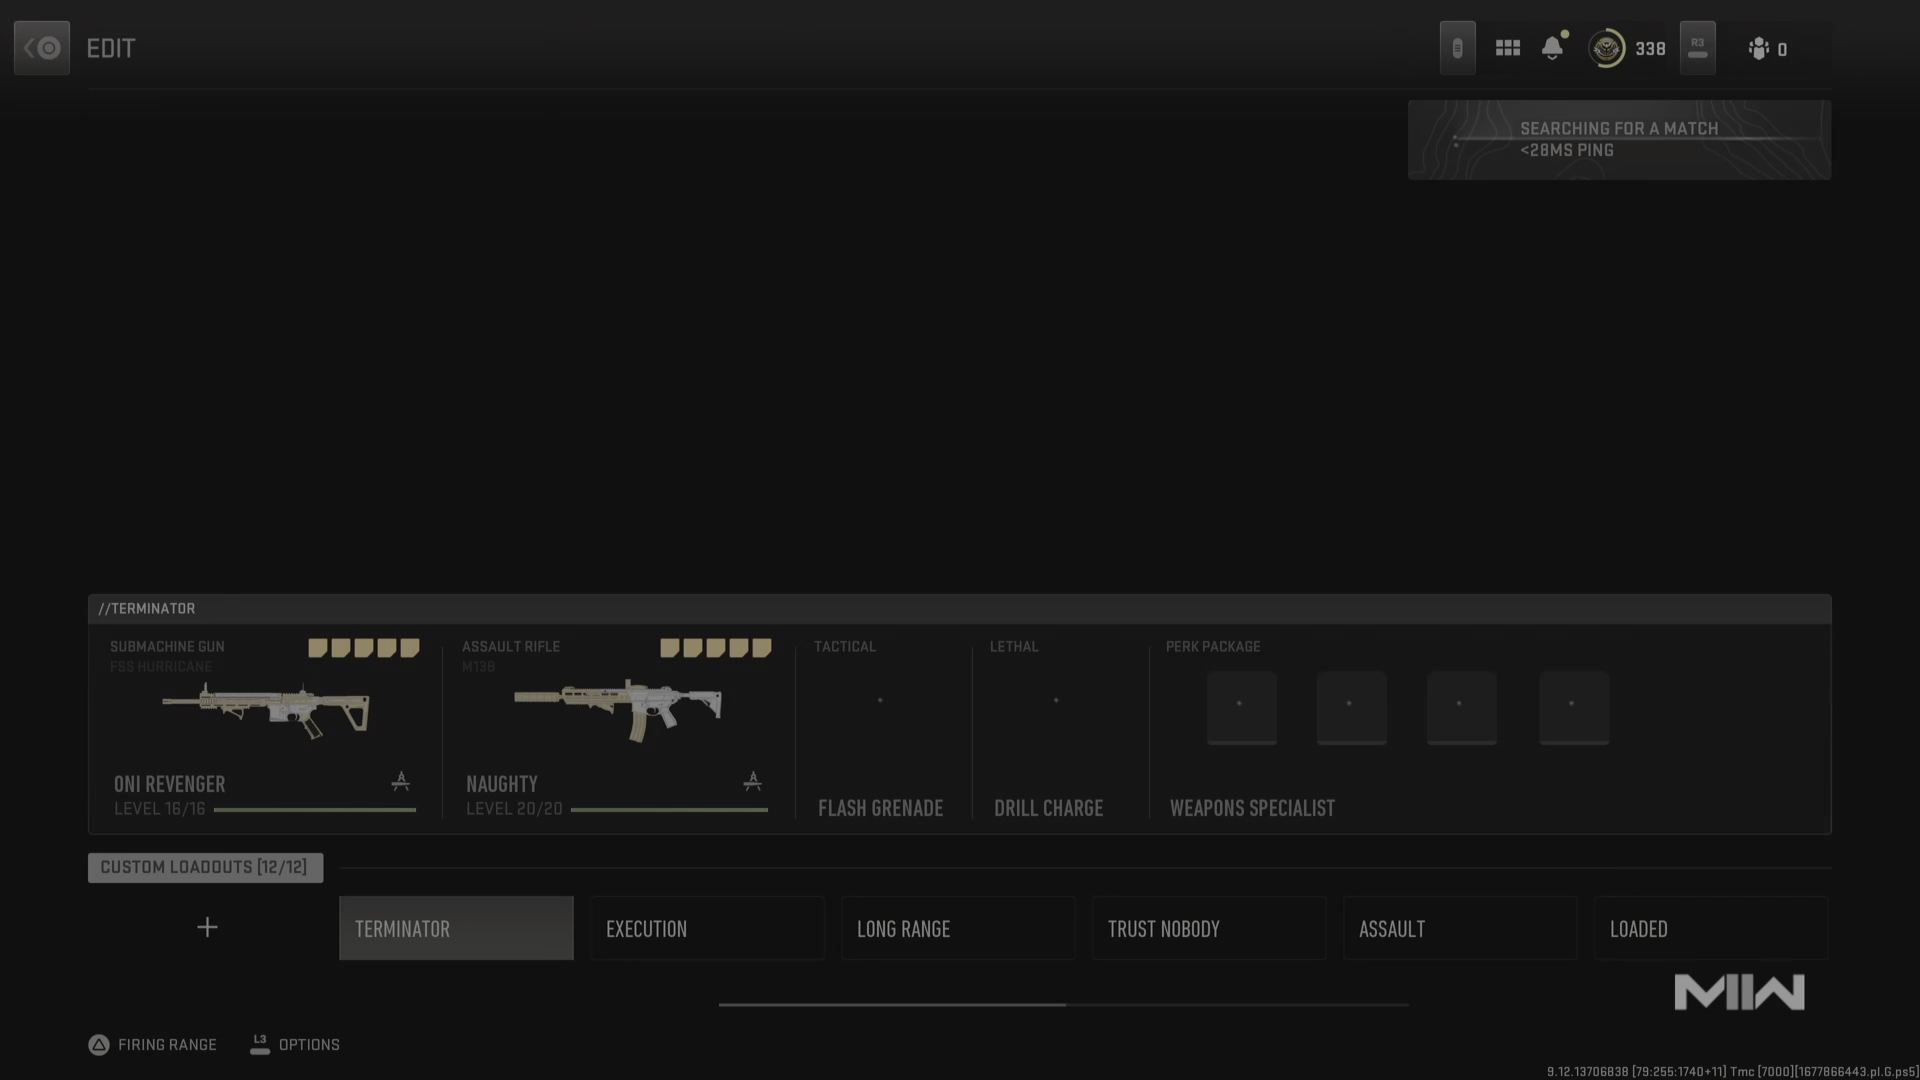 EDIT
338
R3
0
SEARCHING FOR A MATCH
<28MS PING
//TERMINATOR
SUBMACHINE GUN
FSS HURRICANE
ASSAULT RIFLE
M13B
TACTICAL
LETHAL
PERK PACKAGE
ONI REVENGER
LEVEL 16/16
NAUGHTY
LEVEL 20/20
FLASH GRENADE
DRILL CHARGE
WEAPONS SPECIALIST
CUSTOM LOADOUTS [12/12]
+
TERMINATOR
EXECUTION
LONG RANGE
TRUST NOBODY
ASSAULT
LOADED
MW
FIRING RANGE
L3
OPTIONS
9.12.13706838 [79:255:1740+11] Tmc [7000][1677866443.pl.G.ps5]